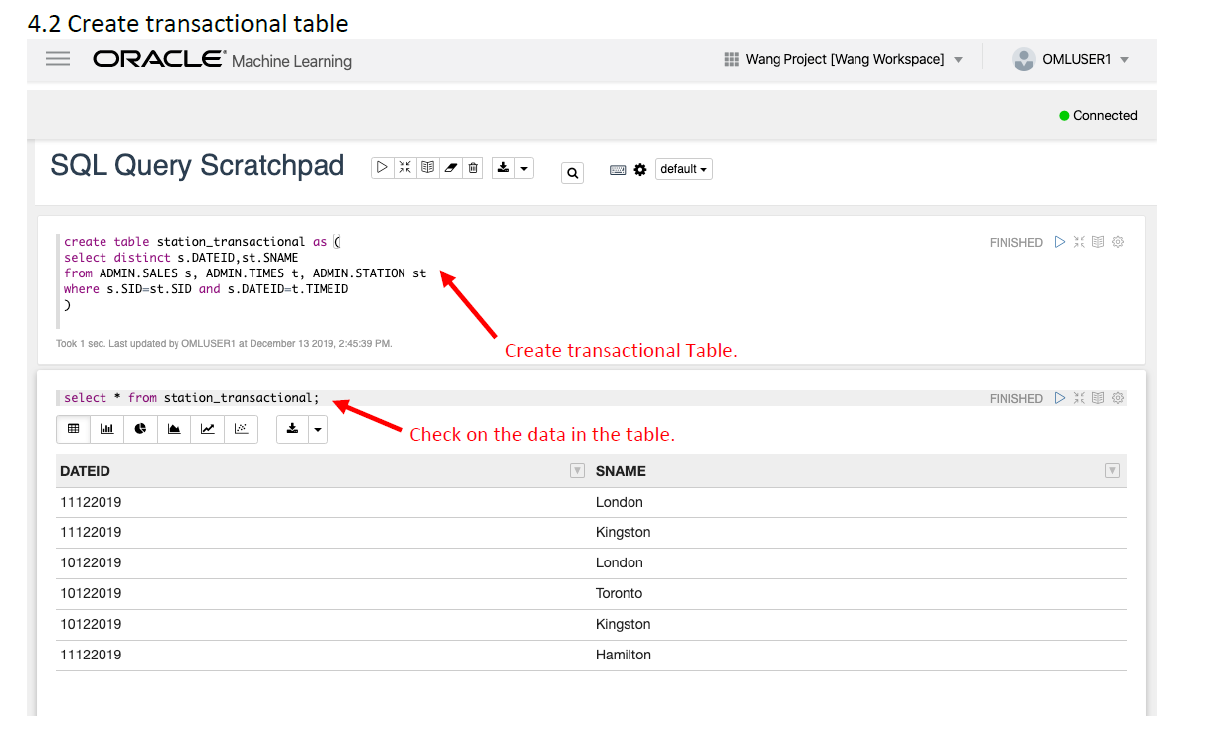 4.2 Create transactional table
ORACLE Machine Learning
Wang Project [Wang Workspace]
OMLUSER1
Connected
SQL Query Scratchpad
default
create table station_transactional as (
FINISHED
select distinct s.DATEID,st.SNAME
from ADMIN.SALES s, ADMIN.TIMES t, ADMIN.STATION st
where s.SID=st.SID and s.DATEID=t.TIMEID
)
Took 1 sec. Last updated by OMLUSER1 at December 13 2019, 2:45:39 PM.
Create transactional Table.
select * from station_transactional;
FINISHED
Check on the data in the table.
DATEID SNAME
11122019 London
11122019 Kingston
10122019 London
10122019 Toronto
10122019 Kingston
11122019 Hamilton